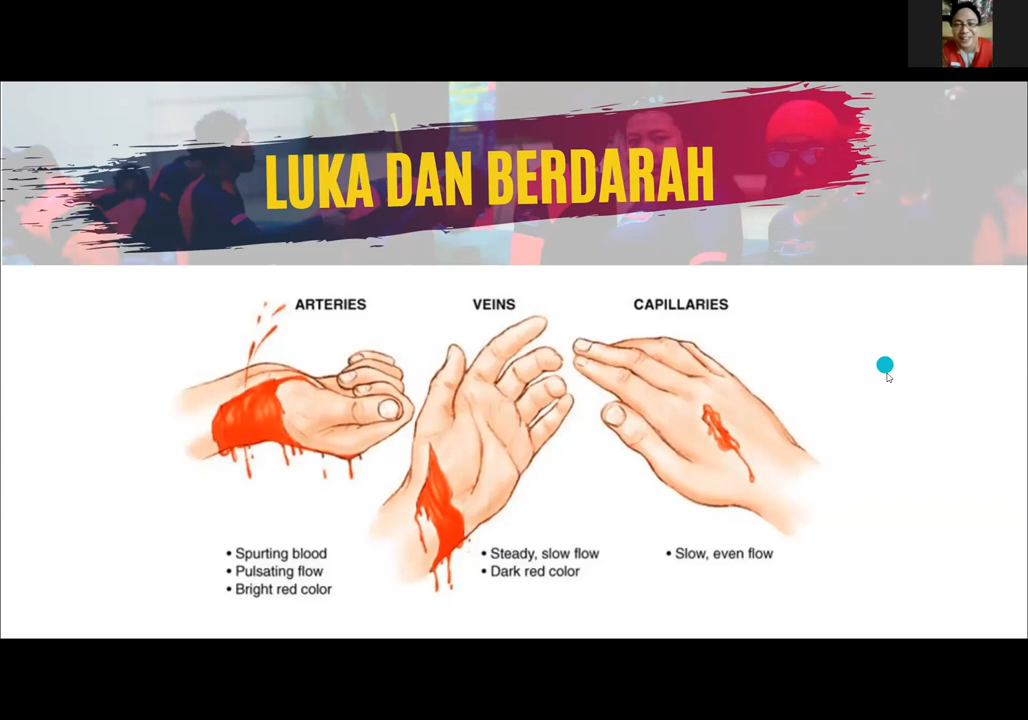 LUKA DAN BERDARAH
ARTERIES
VEINS
CAPILLARIES
• Spurting blood
• Pulsating flow
• Bright red color
• Steady, slow flow
• Dark red color
• Slow, even flow